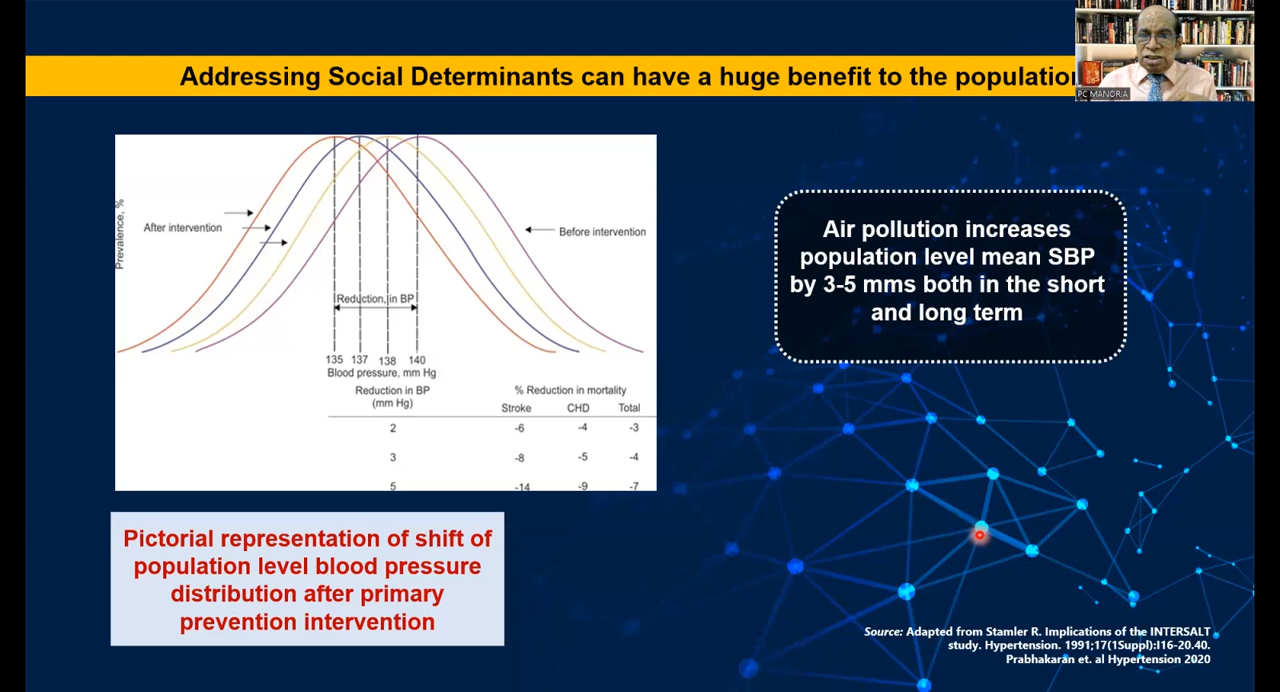 Addressing Social Determinants can have a huge benefit to the population
PC MANORIA
Prevalence, %
After intervention
Before intervention
Reduction, in BP
135 137 138 140
Blood pressure, mm Hg
Reduction in BP
(mm Hg)
% Reduction in mortality
Stroke CHD Total
2 -6 -4 -3
3 -8 -5 -4
5 -14 -9 -7
Air pollution increases
population level mean SBP
by 3-5 mms both in the short
and long term
Pictorial representation of shift of
population level blood pressure
distribution after primary
prevention intervention
Source: Adapted from Stamler R. Implications of the INTERSALT
study. Hypertension. 1991;17(1Suppl):I16-20.40.
Prabhakaran et. al Hypertension 2020